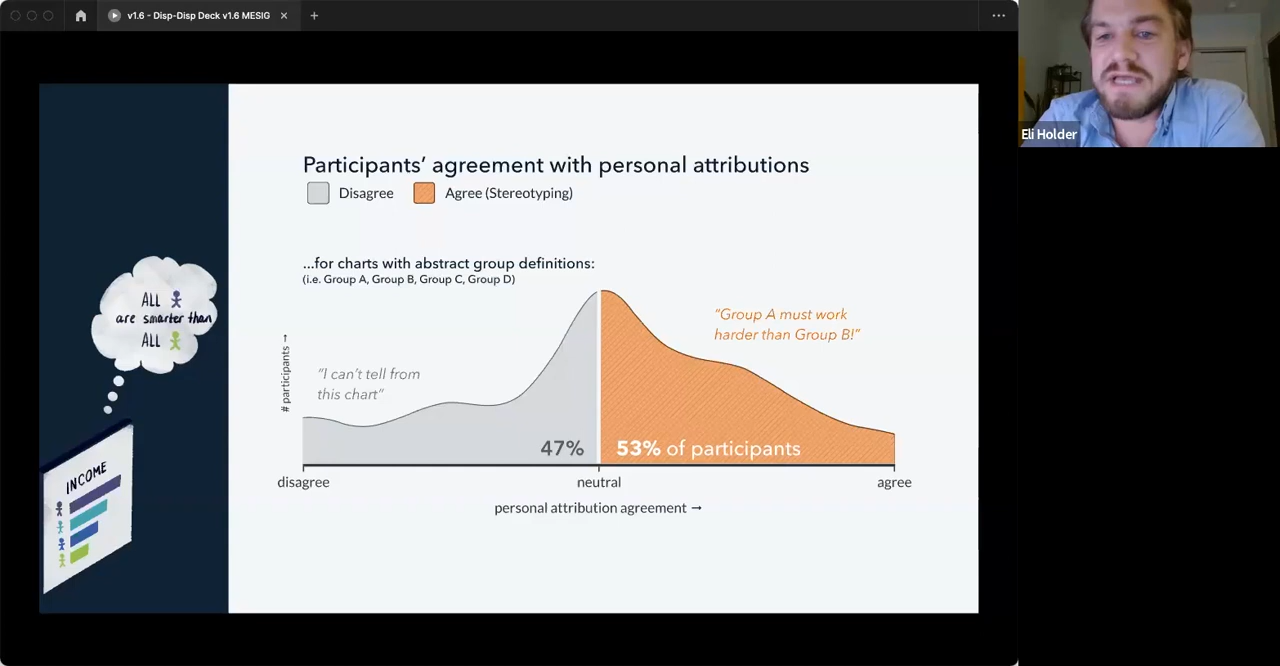 v1.6 - Disp-Disp Deck v1.6 MESIG
Eli Holder
Participants’ agreement with personal attributions
Disagree
Agree (Stereotyping)
...for charts with abstract group definitions:
(i.e. Group A, Group B, Group C, Group D)
“Group A must work
harder than Group B!”
“I can’t tell from
this chart”
# participants →
47%
53% of participants
disagree
neutral
agree
personal attribution agreement →
ALL
are smarter than
ALL
INCOME